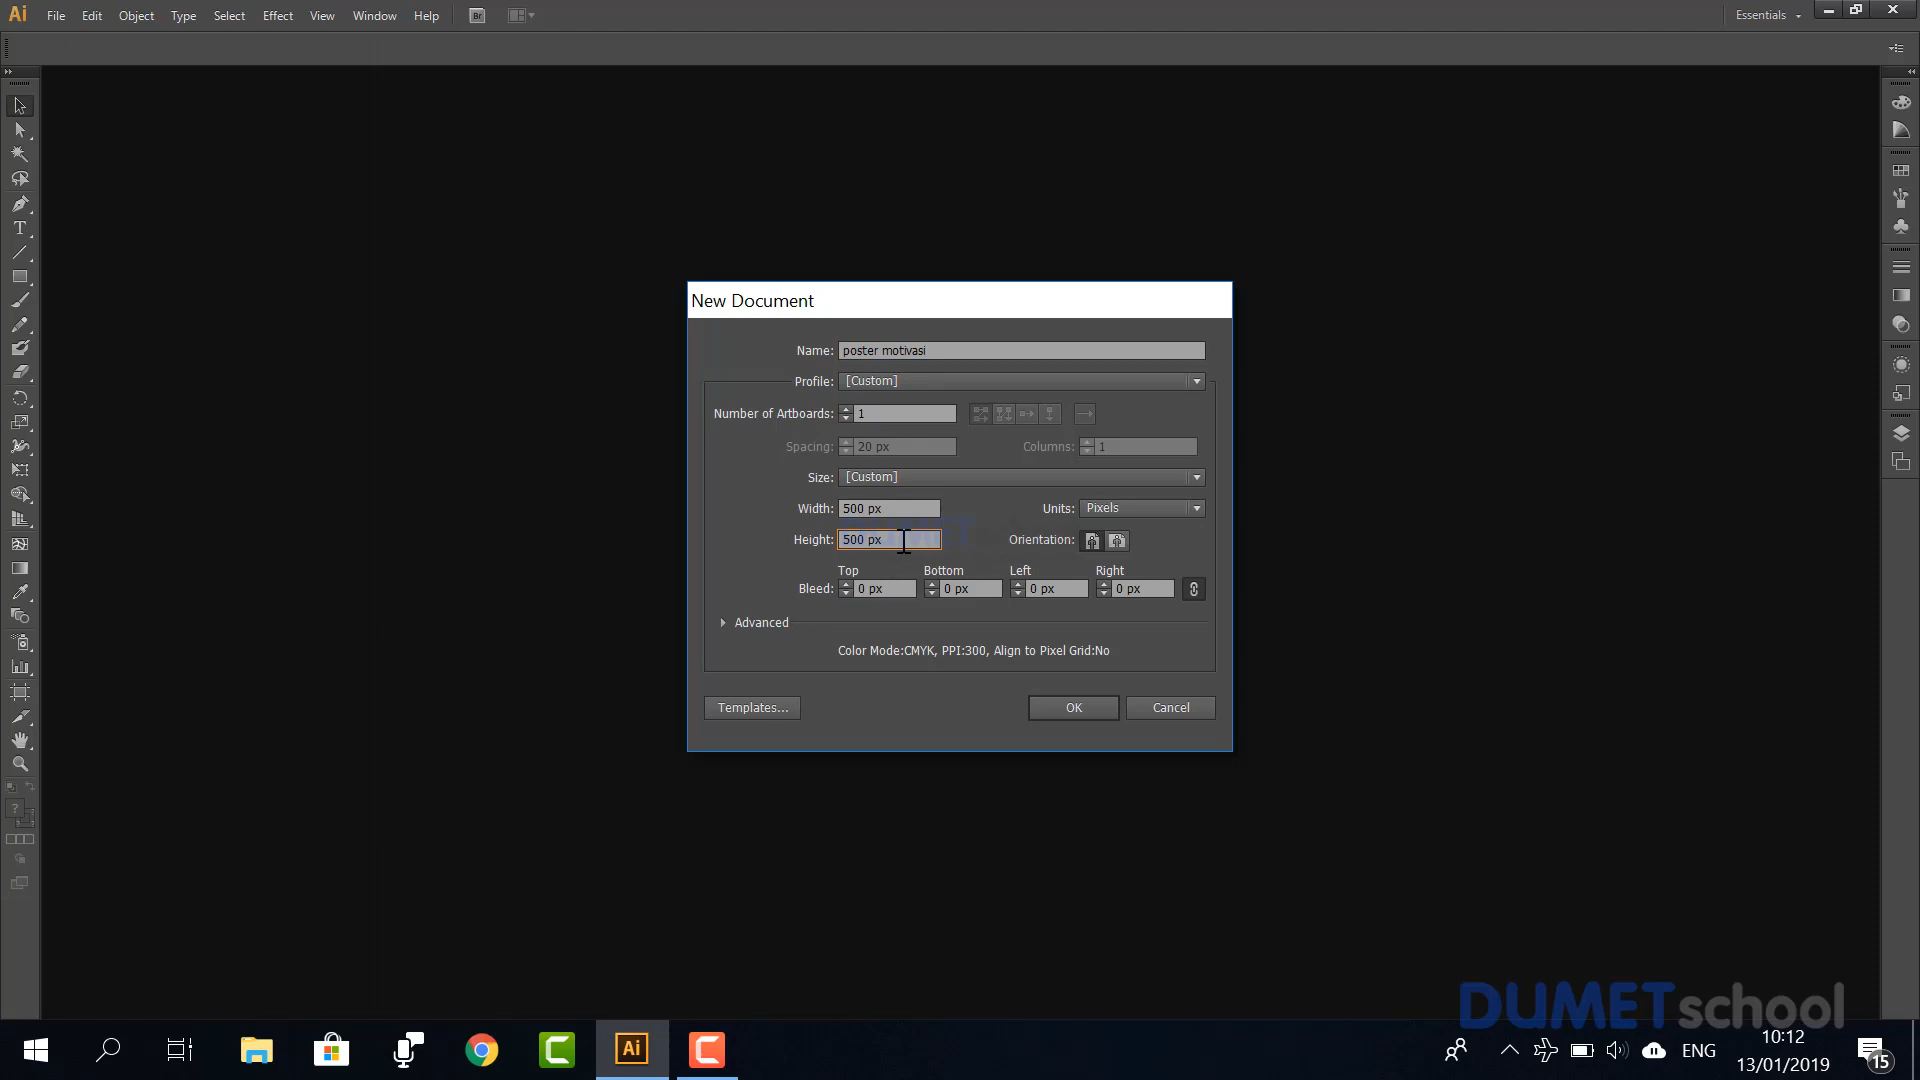 Ai File Edit Object Type Select Effect View Window Help Br Essentials
New Document
Name: poster motivasi
Profile: [Custom]
Number of Artboards: 1
Spacing: 20 px Columns: 1
Size: [Custom]
Width: 500 px Units: Pixels
Height: 500 px Orientation:
Top Bottom Left Right
Bleed: 0 px 0 px 0 px 0 px
Advanced
Color Mode:CMYK, PPI:300, Align to Pixel Grid:No
Templates... OK Cancel
DUMETschool
Ai ENG 10:12
13/01/2019 15